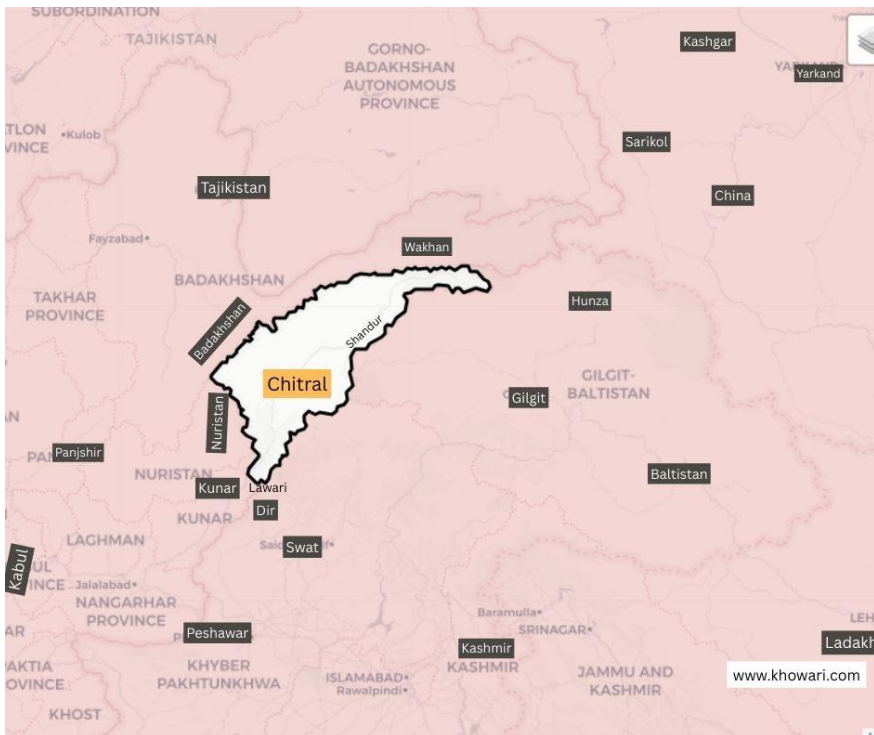 SUBORDINATION
TAJIKISTAN
GORNO-
BADAKHSHAN
AUTONOMOUS
PROVINCE
Kashgar
Yarkand
Kulob
VINCE
Sarikol
Tajikistan
China
Fayzabad
Wakhan
BADAKHSHAN
TAKHAR
PROVINCE
Hunza
Badakhshan
Shandur
Chitral
GILGIT-
BALTISTAN
Gilgit
Nuristan
Panjshir
NURISTAN
Baltistan
Kunar
Lawari
Dir
KUNAR
LAGHMAN
Swat
Kabul
Jalalabad
NANGARHAR
PROVINCE
Baramulla
SRINAGAR
Peshawar
Kashmir
Ladakh
KHYBER
PAKHTUNKHWA
KASHMIR
ISLAMABAD
Rawalpindi
JAMMU AND
KASHMIR
www.khowari.com
KHOST